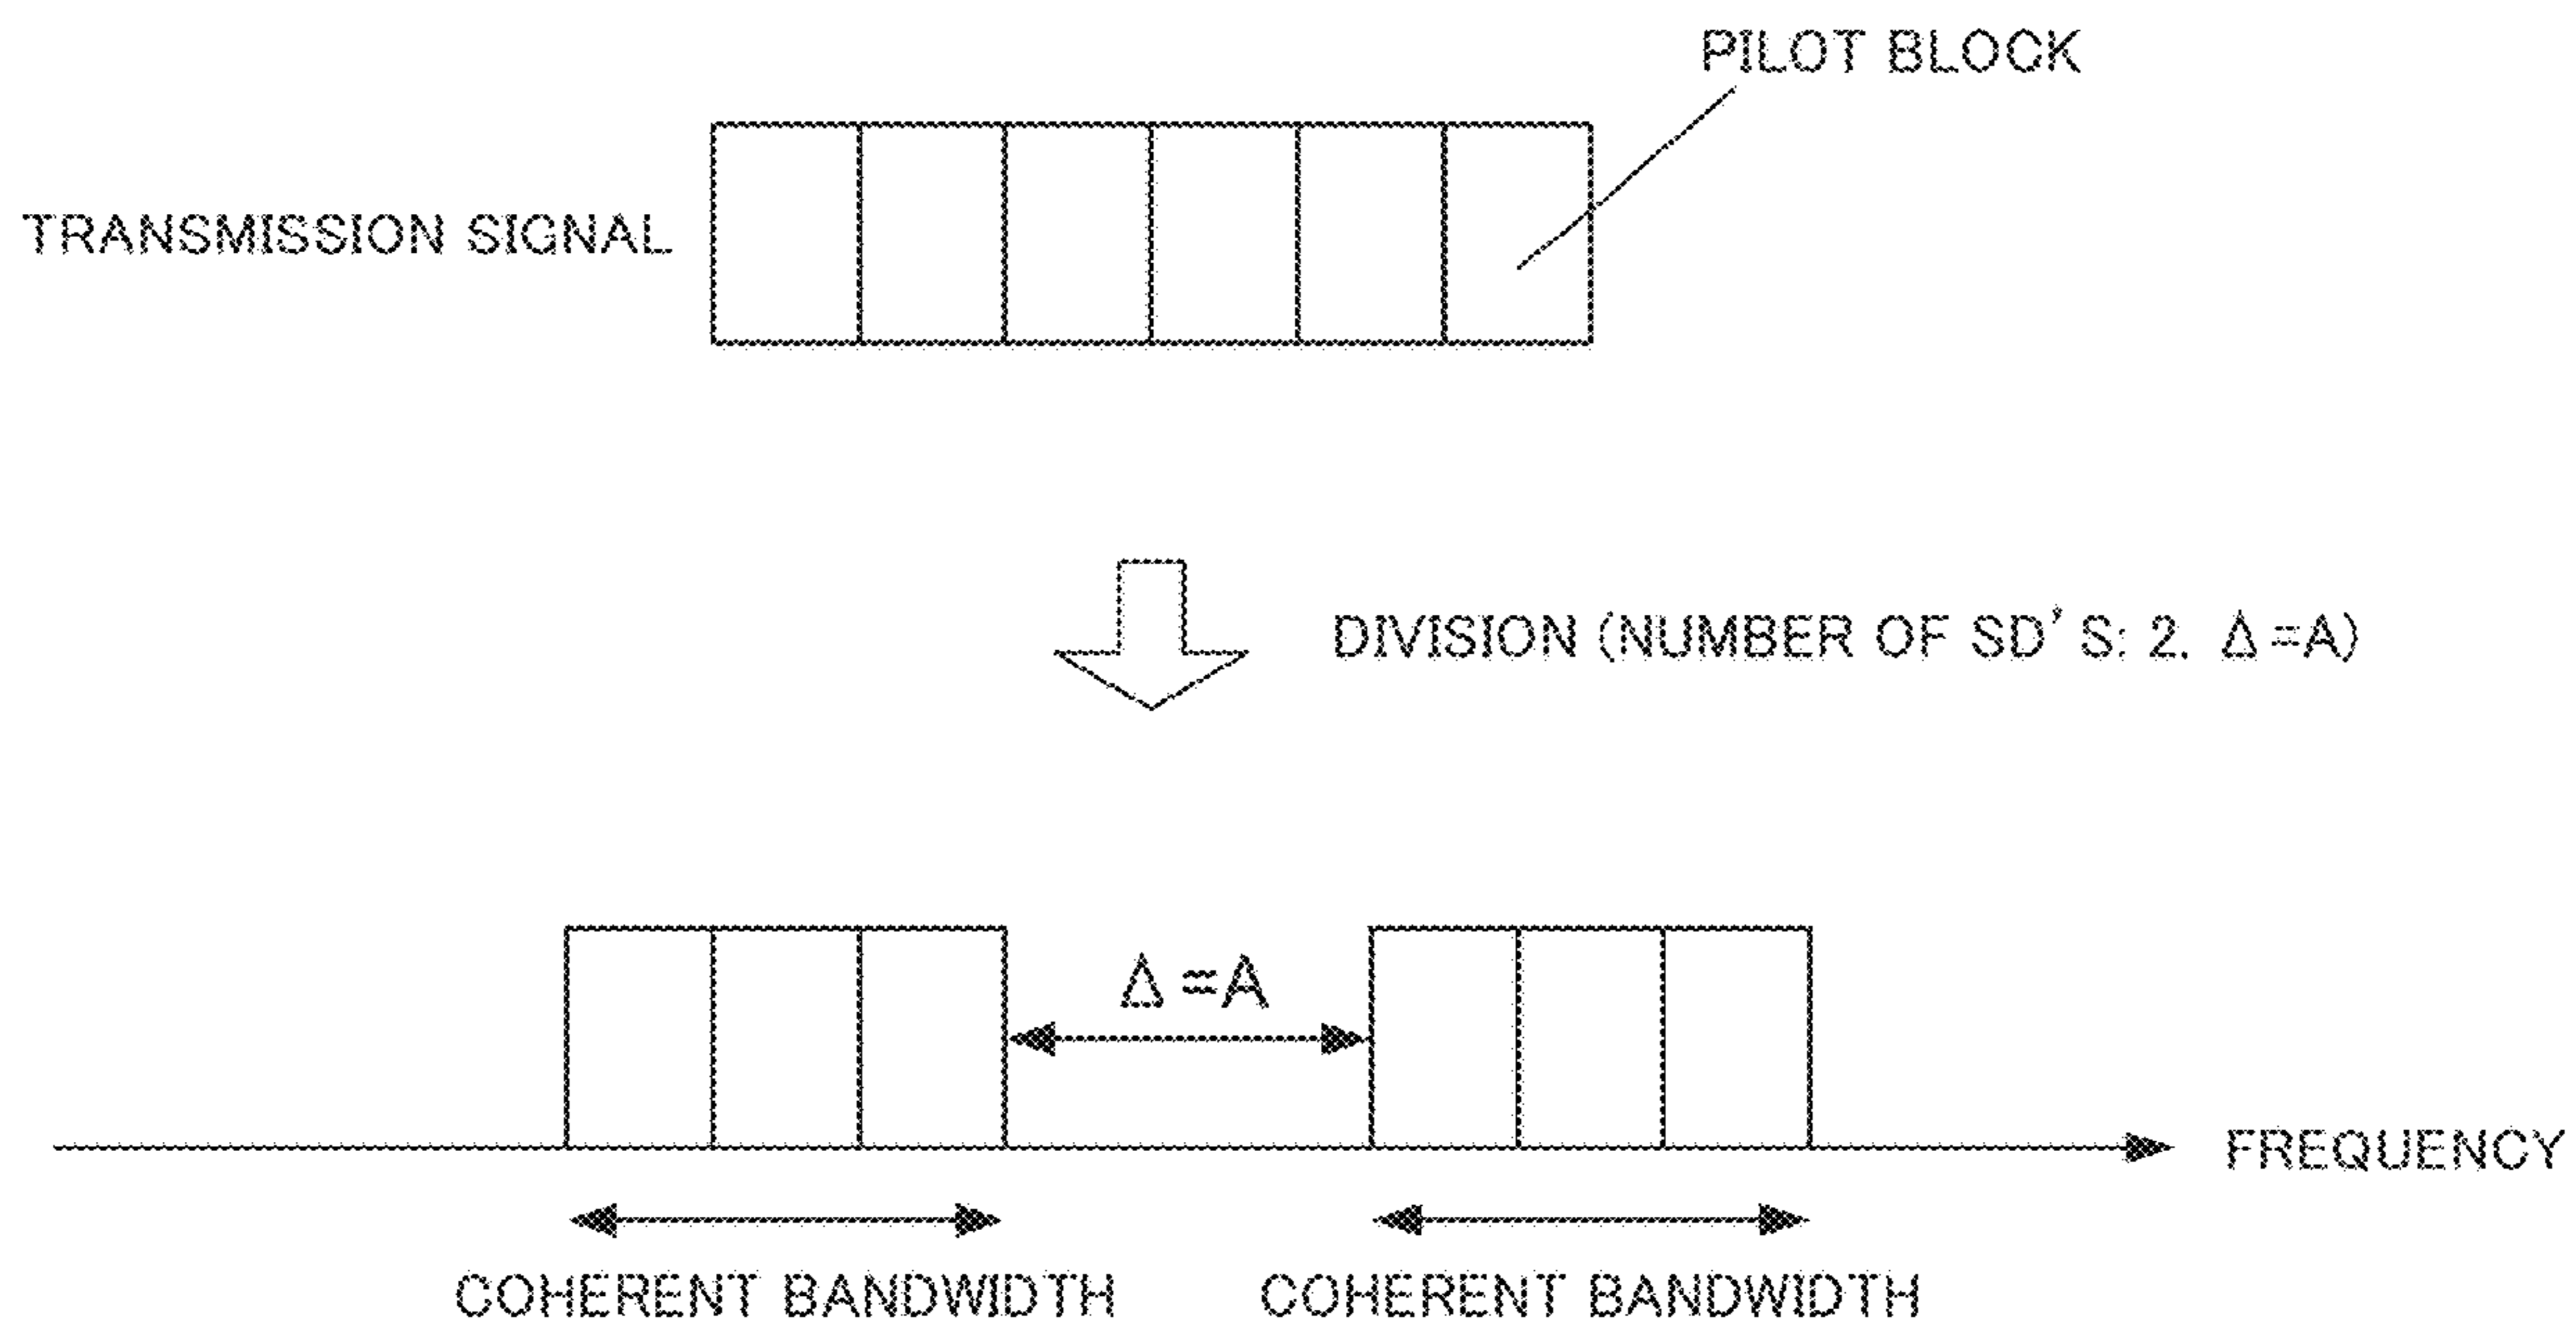 PILOT BLOCK
TRANSMISSION SIGNAL
DIVISION (NUMBER OF SD'S: 2, Δ=A)
Δ=A
FREQUENCY
COHERENT BANDWIDTH
COHERENT BANDWIDTH